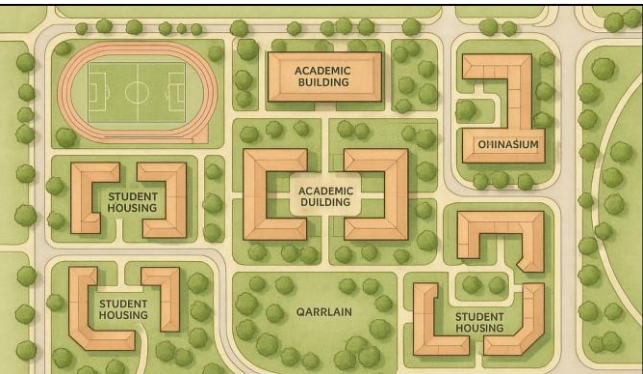 ACADEMIC
BUILDING
OHINASIUM
STUDENT
HOUSING
ACADEMIC
DUILDING
STUDENT
HOUSING
QARRLAIN
STUDENT
HOUSING